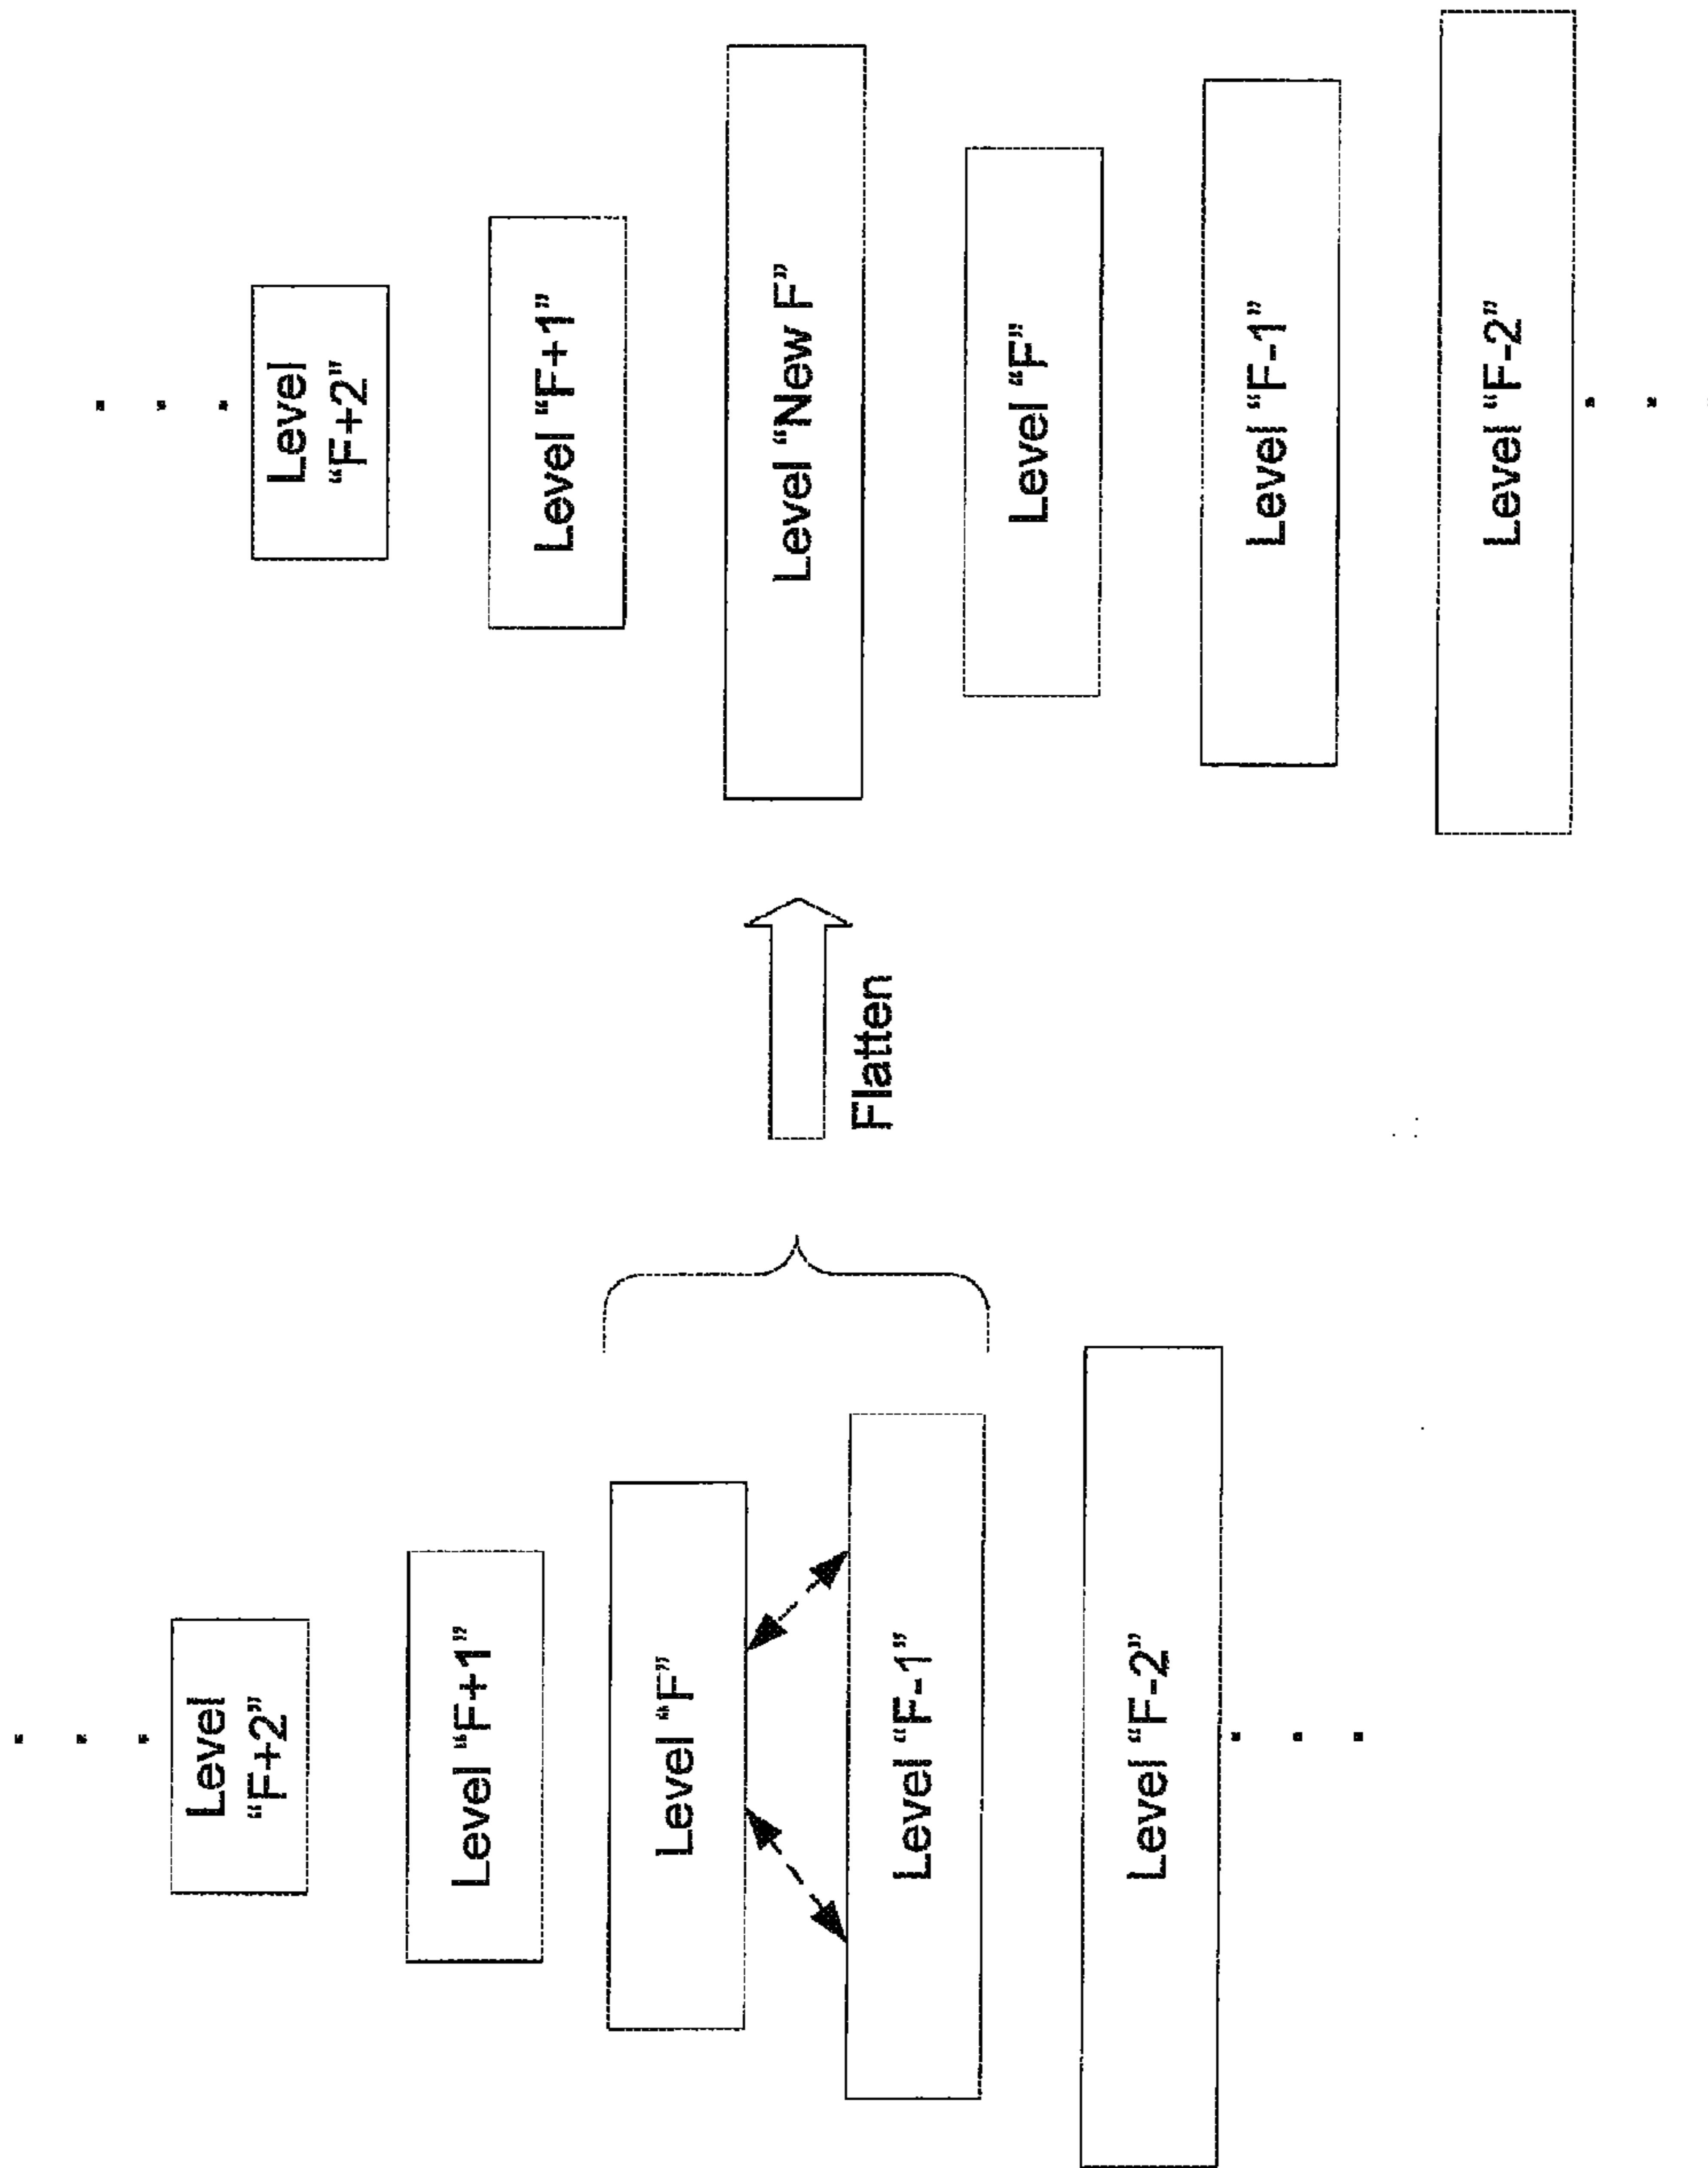 Level
“F+2”
Level “F+1”
Level “F”
Level “F-1”
Level “F-2”
Flatten
Level
“F+2”
Level “F+1”
Level “New F”
Level “F”
Level “F-1”
Level “F-2”